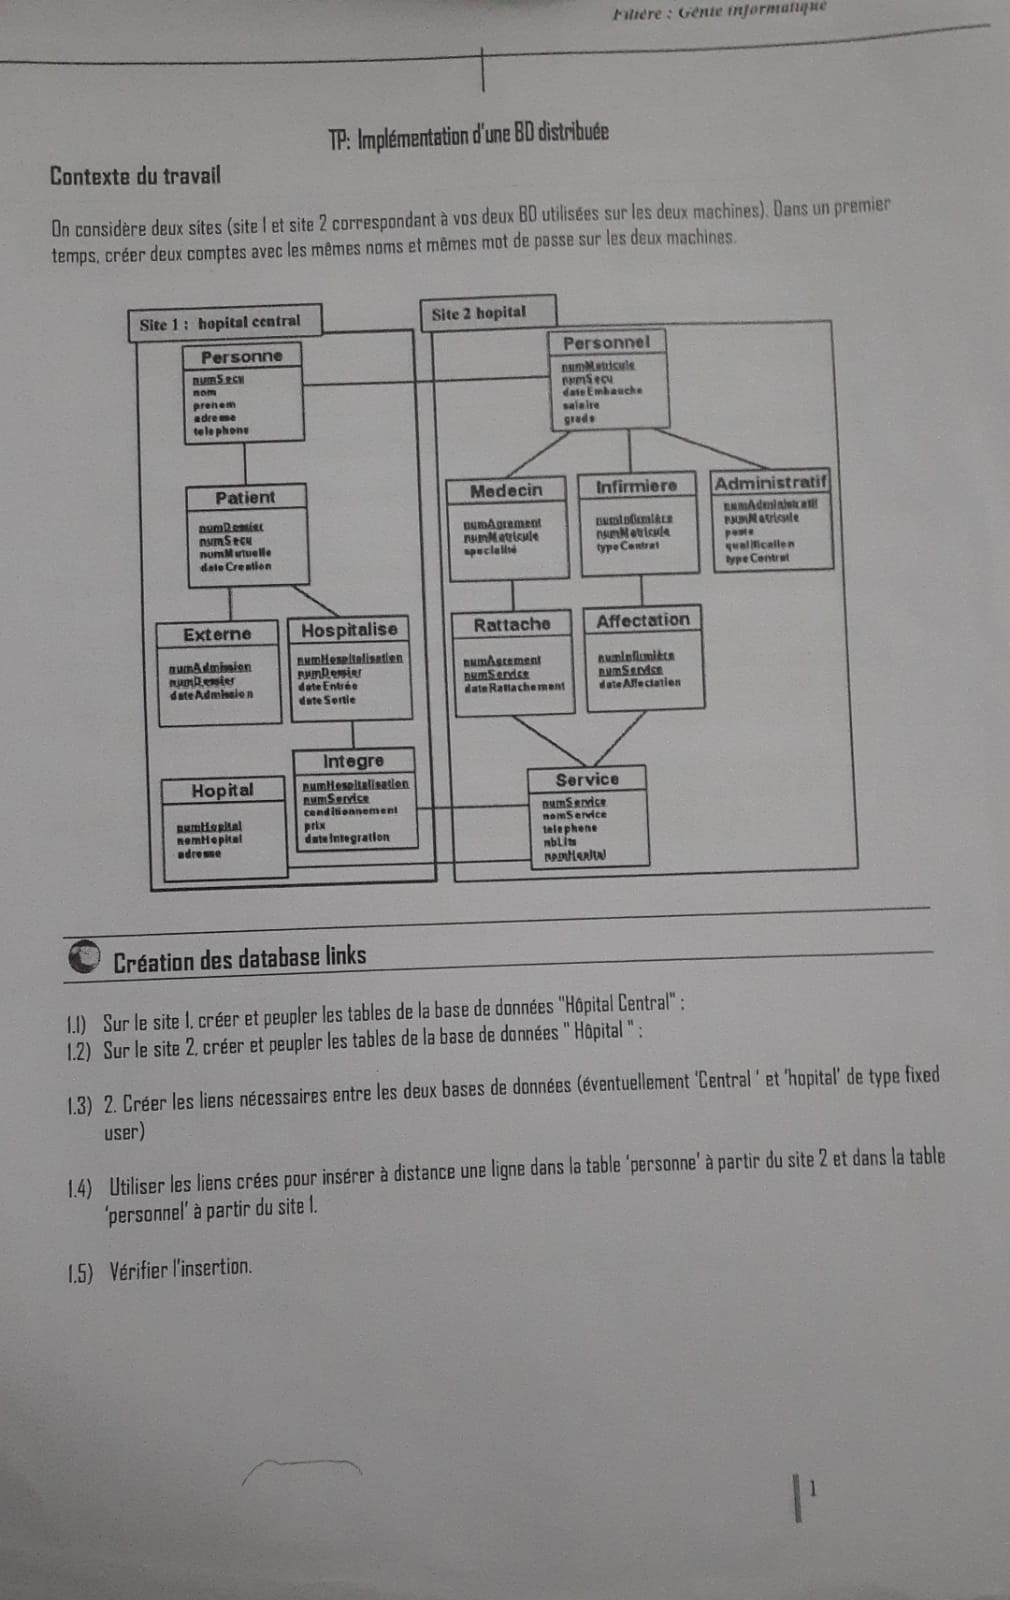 Filière : Génie informatique
TP: Implémentation d'une BD distribuée
Contexte du travail
On considère deux sites (site 1 et site 2 correspondant à vos deux BD utilisées sur les deux machines). Dans un premier
temps, créer deux comptes avec les mêmes noms et mêmes mot de passe sur les deux machines.
Site 1 : hopital central
Personne
numSecu
nom
prenom
adresse
telephone
Patient
numDossier
numSecu
numMutuelle
dateCreation
Externe
numAdmission
numDossier
dateAdmission
Hospitalise
numHospitalisation
numDossier
dateEntrée
dateSortie
Integre
numHospitalisation
numService
conditionnement
prix
dateIntegration
Hopital
numHopital
nomHopital
adresse
Site 2 hopital
Personnel
numMatricule
numSecu
dateEmbauche
salaire
grade
Medecin
numAgrement
numMatricule
specialité
Infirmiere
numInfirmière
numMatricule
typeContrat
Administratif
numAdministratif
numMatricule
poste
qualification
typeContrat
Rattache
numAgrement
numService
dateRattachement
Affectation
numInfirmière
numService
dateAffectation
Service
numService
nomService
telephone
nbLits
Création des database links
1.1) Sur le site 1, créer et peupler les tables de la base de données "Hôpital Central" ;
1.2) Sur le site 2, créer et peupler les tables de la base de données " Hôpital " ;
1.3) 2. Créer les liens nécessaires entre les deux bases de données (éventuellement 'Central ' et 'hopital' de type fixed
user)
1.4) Utiliser les liens crées pour insérer à distance une ligne dans la table 'personne' à partir du site 2 et dans la table
'personnel' à partir du site 1.
1.5) Vérifier l'insertion.
1